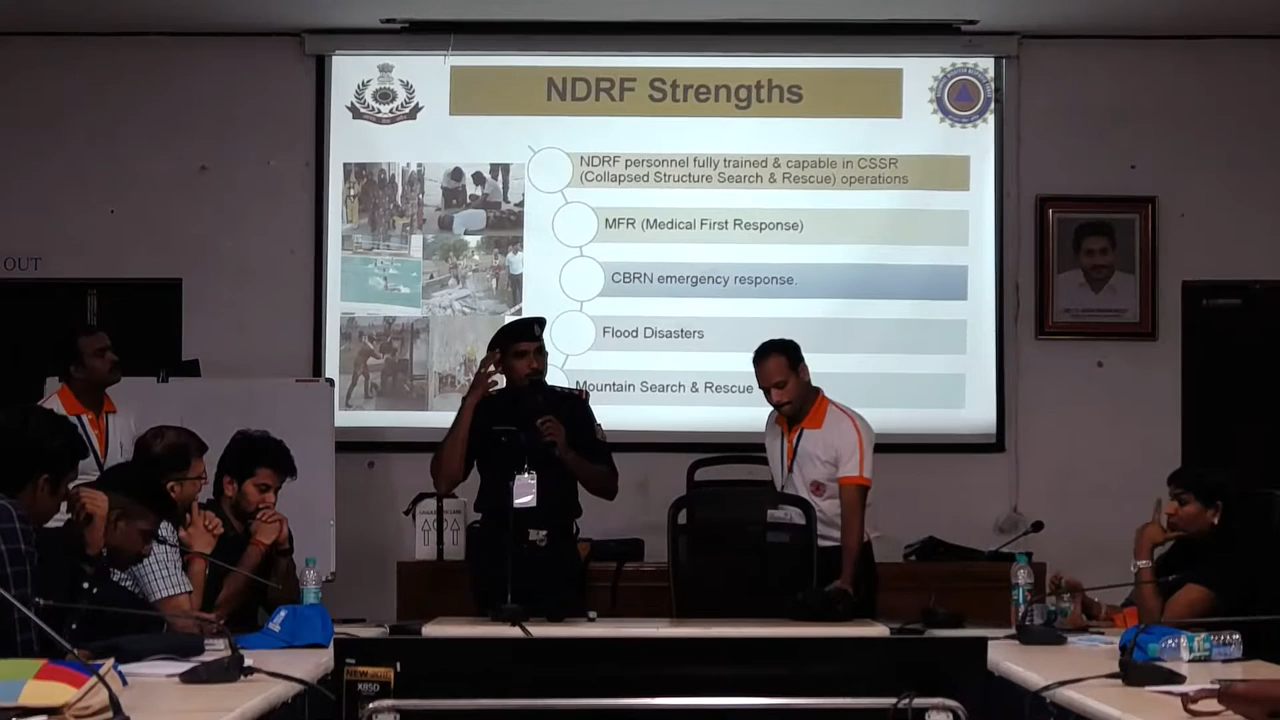 NDRF Strengths
NDRF personnel fully trained & capable in CSSR
(Collapsed Structure Search & Rescue) operations
MFR (Medical First Response)
CBRN emergency response.
Flood Disasters
Mountain Search & Rescue
OUT
X85D